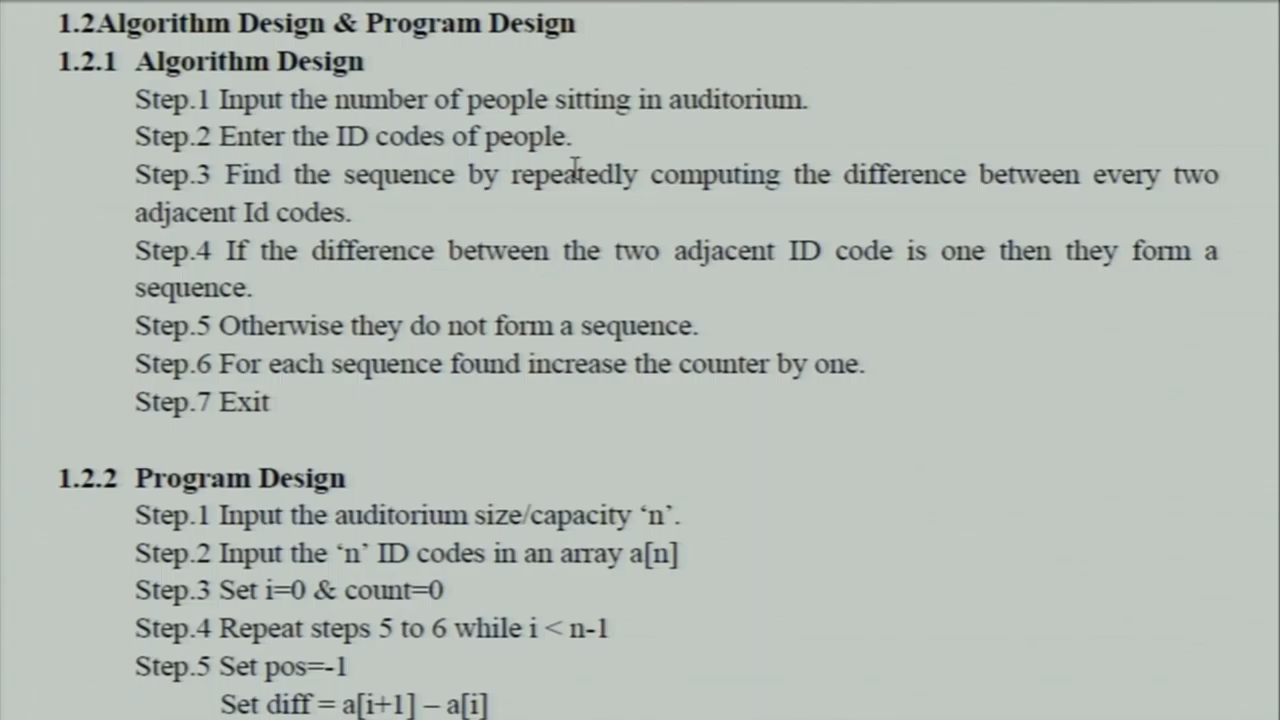 1.2Algorithm Design & Program Design
1.2.1 Algorithm Design
Step.1 Input the number of people sitting in auditorium.
Step.2 Enter the ID codes of people.
Step.3 Find the sequence by repeatedly computing the difference between every two
adjacent Id codes.
Step.4 If the difference between the two adjacent ID code is one then they form a
sequence.
Step.5 Otherwise they do not form a sequence.
Step.6 For each sequence found increase the counter by one.
Step.7 Exit
1.2.2 Program Design
Step.1 Input the auditorium size/capacity ‘n’.
Step.2 Input the ‘n’ ID codes in an array a[n]
Step.3 Set i=0 & count=0
Step.4 Repeat steps 5 to 6 while i < n-1
Step.5 Set pos=-1
Set diff = a[i+1] – a[i]